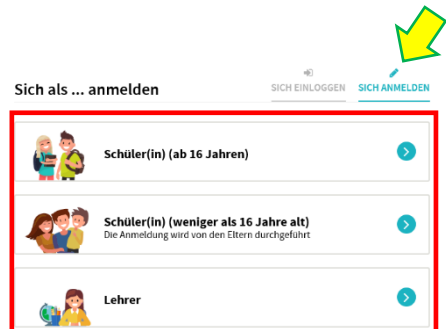 Sich als ... anmelden
SICH EINLOGGEN
SICH ANMELDEN
Schüler(in) (ab 16 Jahren)
Schüler(in) (weniger als 16 Jahre alt)
Die Anmeldung wird von den Eltern durchgeführt
Lehrer